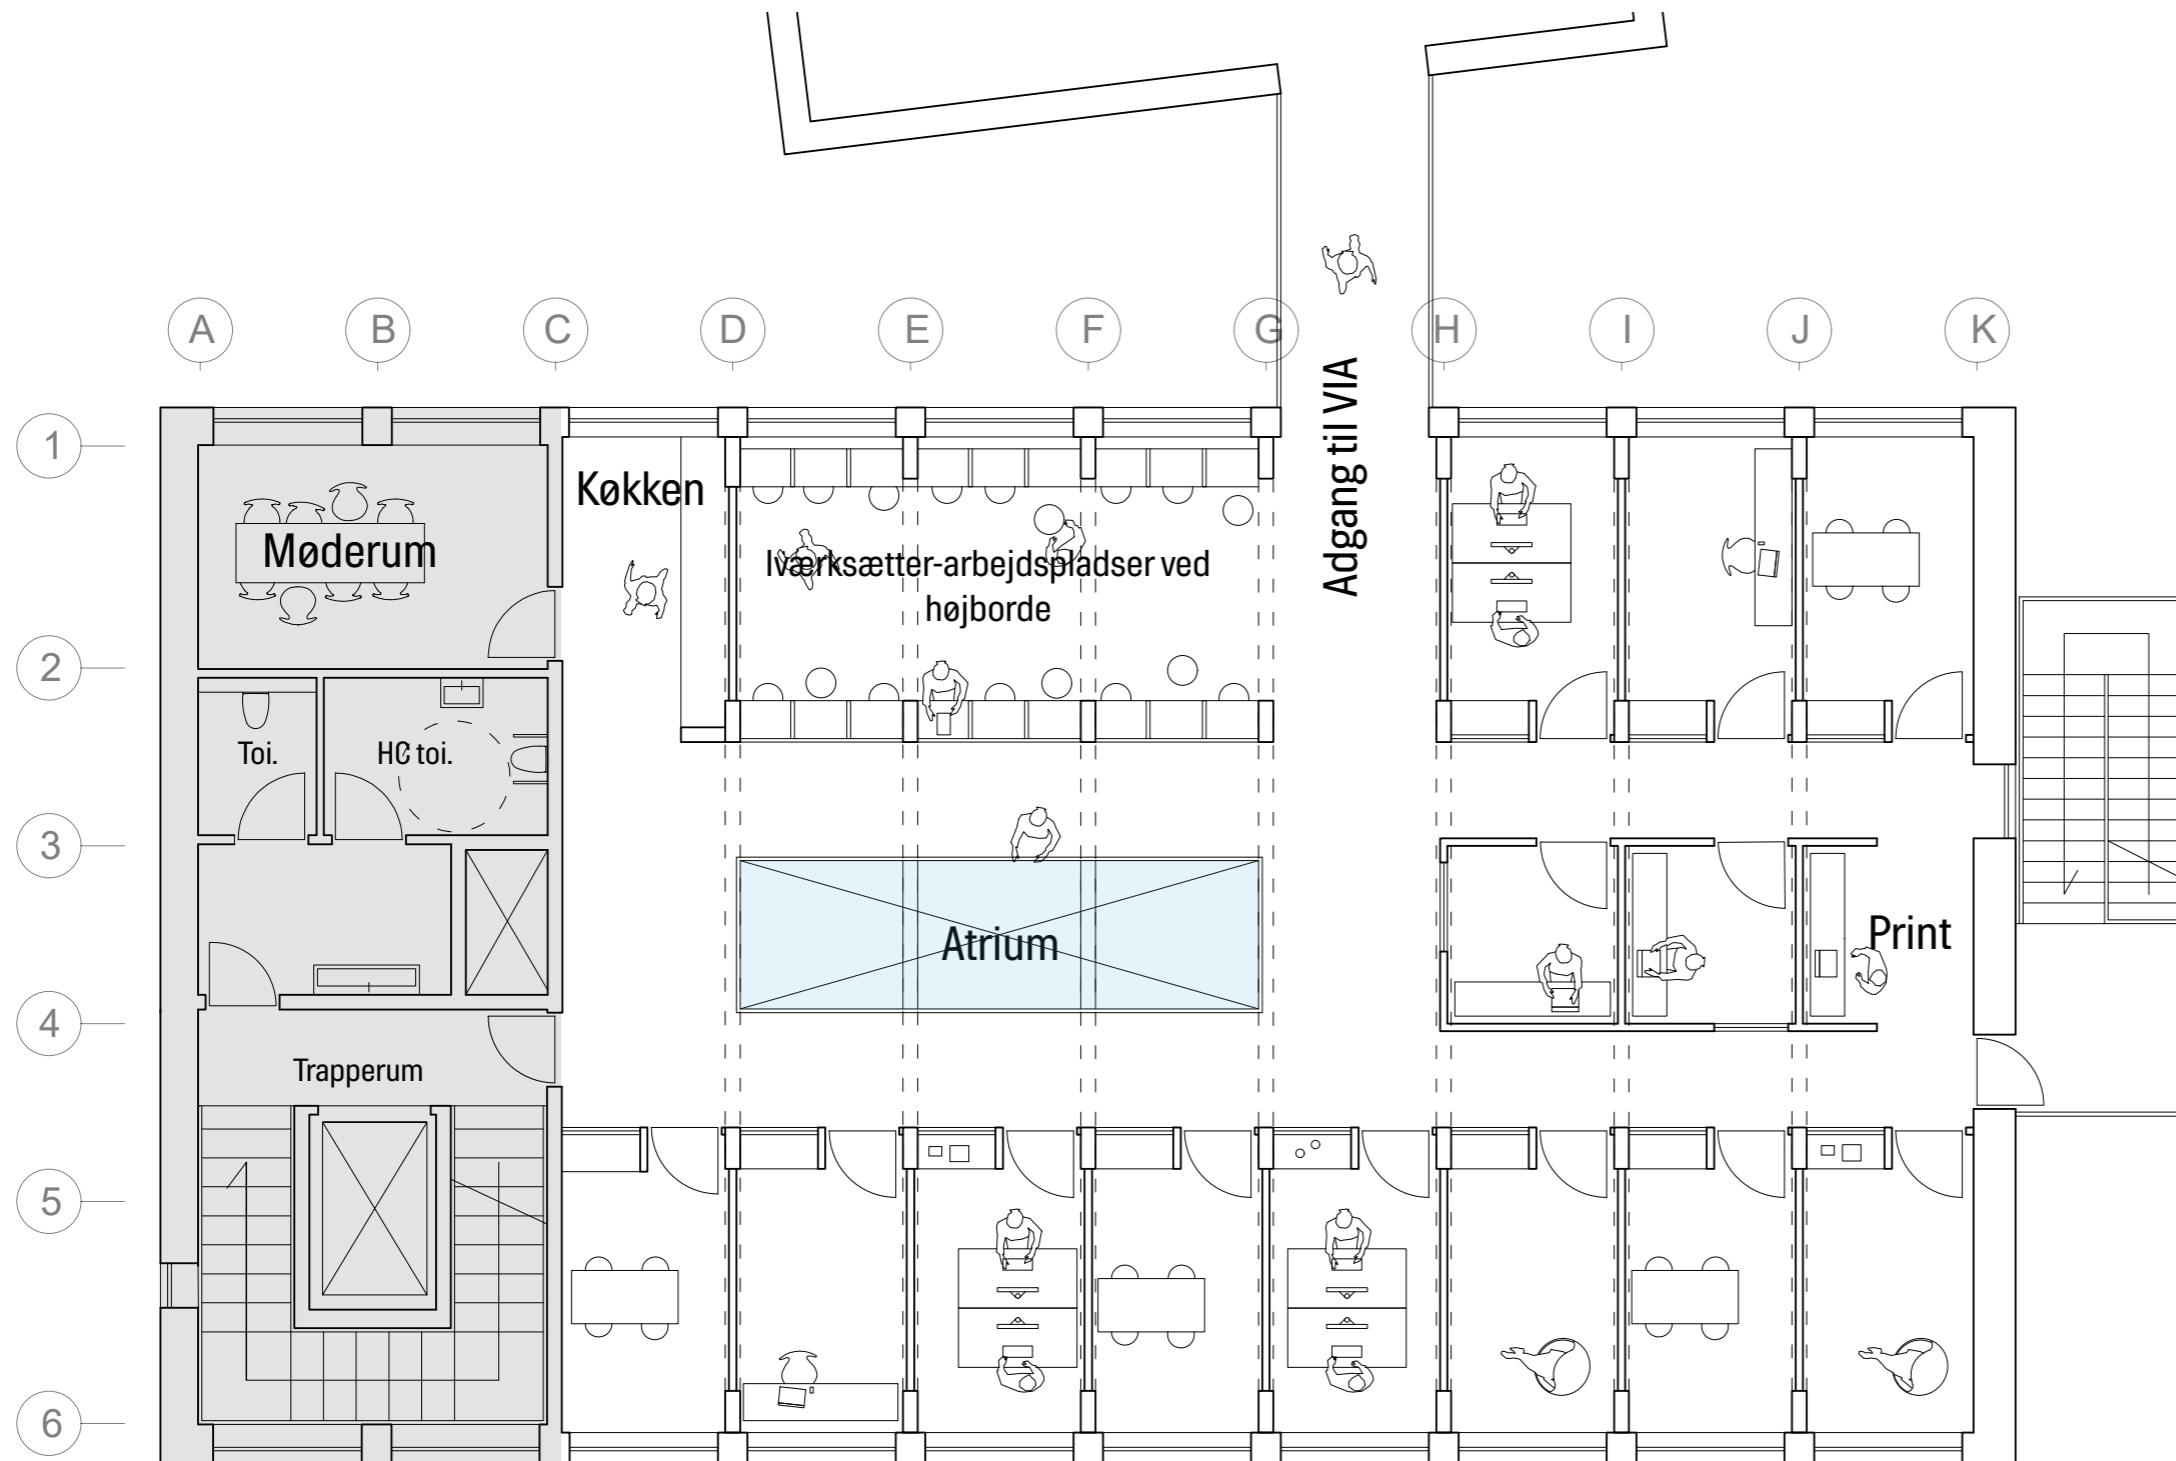 A B C D E F G H I J K
1
2
3
4
5
6
Køkken
Møderum
Iværksætter-arbejdspladser ved
højborde
Adgang til VIA
Toi.
HC toi.
Atrium
Print
Trapperum